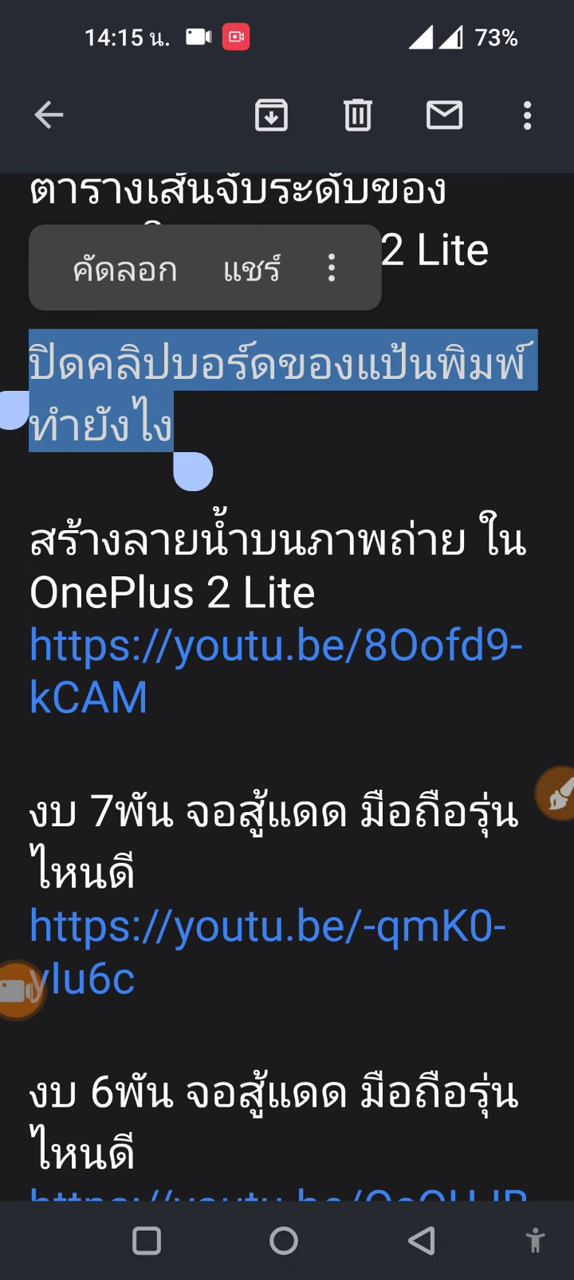 14:15 น.
73%
ตารางเส้นจับระดับของ
2 Lite
คัดลอก แชร์
ปิดคลิปบอร์ดของแป้นพิมพ์
ทำยังไง
สร้างลายน้ำบนภาพถ่าย ใน
OnePlus 2 Lite
https://youtu.be/8Oofd9-
kCAM
งบ 7พัน จอสู้แดด มือถือรุ่น
ไหนดี
https://youtu.be/-qmK0-
yIu6c
งบ 6พัน จอสู้แดด มือถือรุ่น
ไหนดี